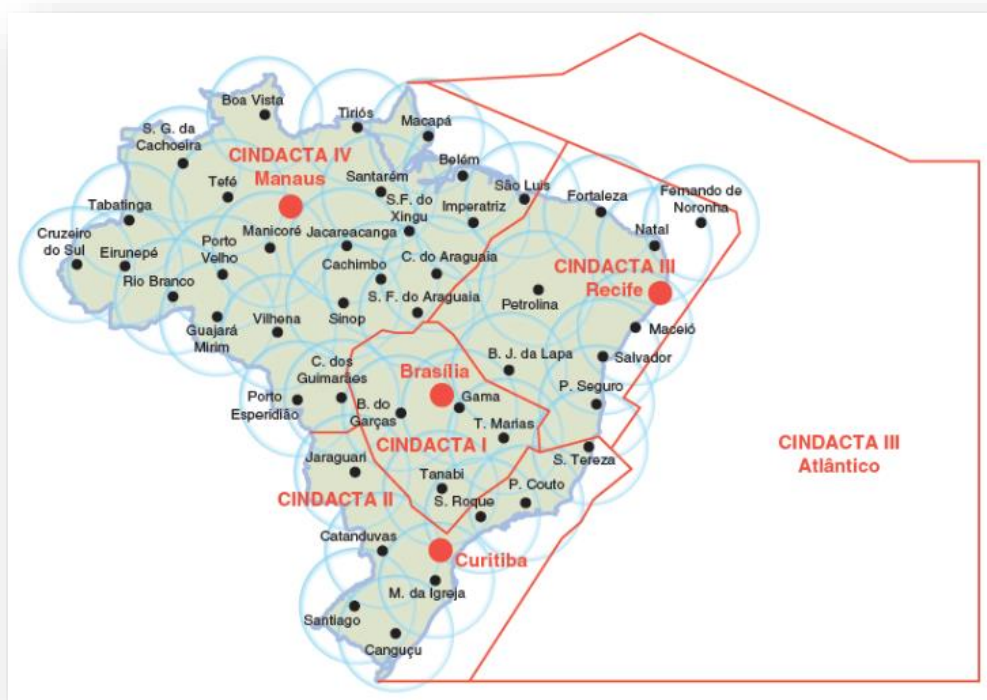 Boa Vista
Tiriós
Macapá
S. G. da
Cachoeira
CINDACTA IV
Manaus
Belém
Santarém
Tefé
São Luis
Fortaleza
Fernando de
Noronha
S.F. do
Xingu
Imperatriz
Tabatinga
Cruzeiro
do Sul
Eirunepé
Porto
Velho
Manicoré
Jacareacanga
Natal
C. do Araguaia
CINDACTA III
Recife
Cachimbo
Rio Branco
S. F. do Araguaia
Petrolina
Guajará
Mirim
Vilhena
Sinop
Maceió
B. J. da Lapa
Salvador
C. dos
Guimarães
Brasília
P. Seguro
Porto
Esperidião
B. do
Garças
Gama
T. Marias
CINDACTA I
CINDACTA III
Atlântico
Jaraguari
S. Tereza
Tanabi
P. Couto
CINDACTA II
S. Roque
Catanduvas
Curitiba
M. da Igreja
Santiago
Canguçu